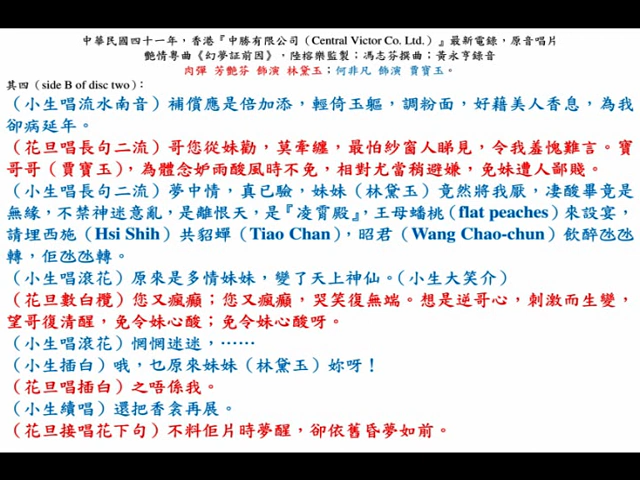 中華民國四十一年，香港『中勝有限公司（Central Victor Co. Ltd.）』最新電錄，原音唱片
艷情粵曲《幻夢証前因》，陸榕樂監製；馮志芬撰曲；黃永亨錄音
肉彈 芳艷芬 飾演 林黛玉；何非凡 飾演 賈寶玉。
其四（side B of disc two）：
（小生唱流水南音）補償應是倍加添，輕倚玉軀，調粉面，好藉美人香息，為我
卻病延年。
（花旦唱長句二流）哥您從妹勸，莫牽纏，最怕紗窗人睇見，令我羞愧難言。寶
哥哥（賈寶玉），為體念妒雨酸風時不免，相對尤當稍避嫌，免妹遭人鄙賤。
（小生唱長句二流）夢中情，真已驗，妹妹（林黛玉）竟然將我厭，凄酸畢竟是
無緣，不禁神迷意亂，是離恨天，是『凌霄殿』，王母蟠桃（flat peaches）來設宴，
請埋西施（Hsi Shih）共貂蟬（Tiao Chan），昭君（Wang Chao-chun）飲醉氹氹
轉，佢氹氹轉。
（小生唱滾花）原來是多情妹妹，變了天上神仙。（小生大笑介）
（花旦數白欖）您又瘋癲；您又瘋癲，哭笑復無端。想是逆哥心，刺激而生變，
望哥復清醒，免令妹心酸；免令妹心酸呀。
（小生唱滾花）惘惘迷迷，⋯⋯
（小生插白）哦，乜原來妹妹（林黛玉）妳呀！
（花旦唱插白）之唔係我。
（小生續唱）還把香衾再展。
（花旦接唱花下句）不料佢片時夢醒，卻依舊昏夢如前。